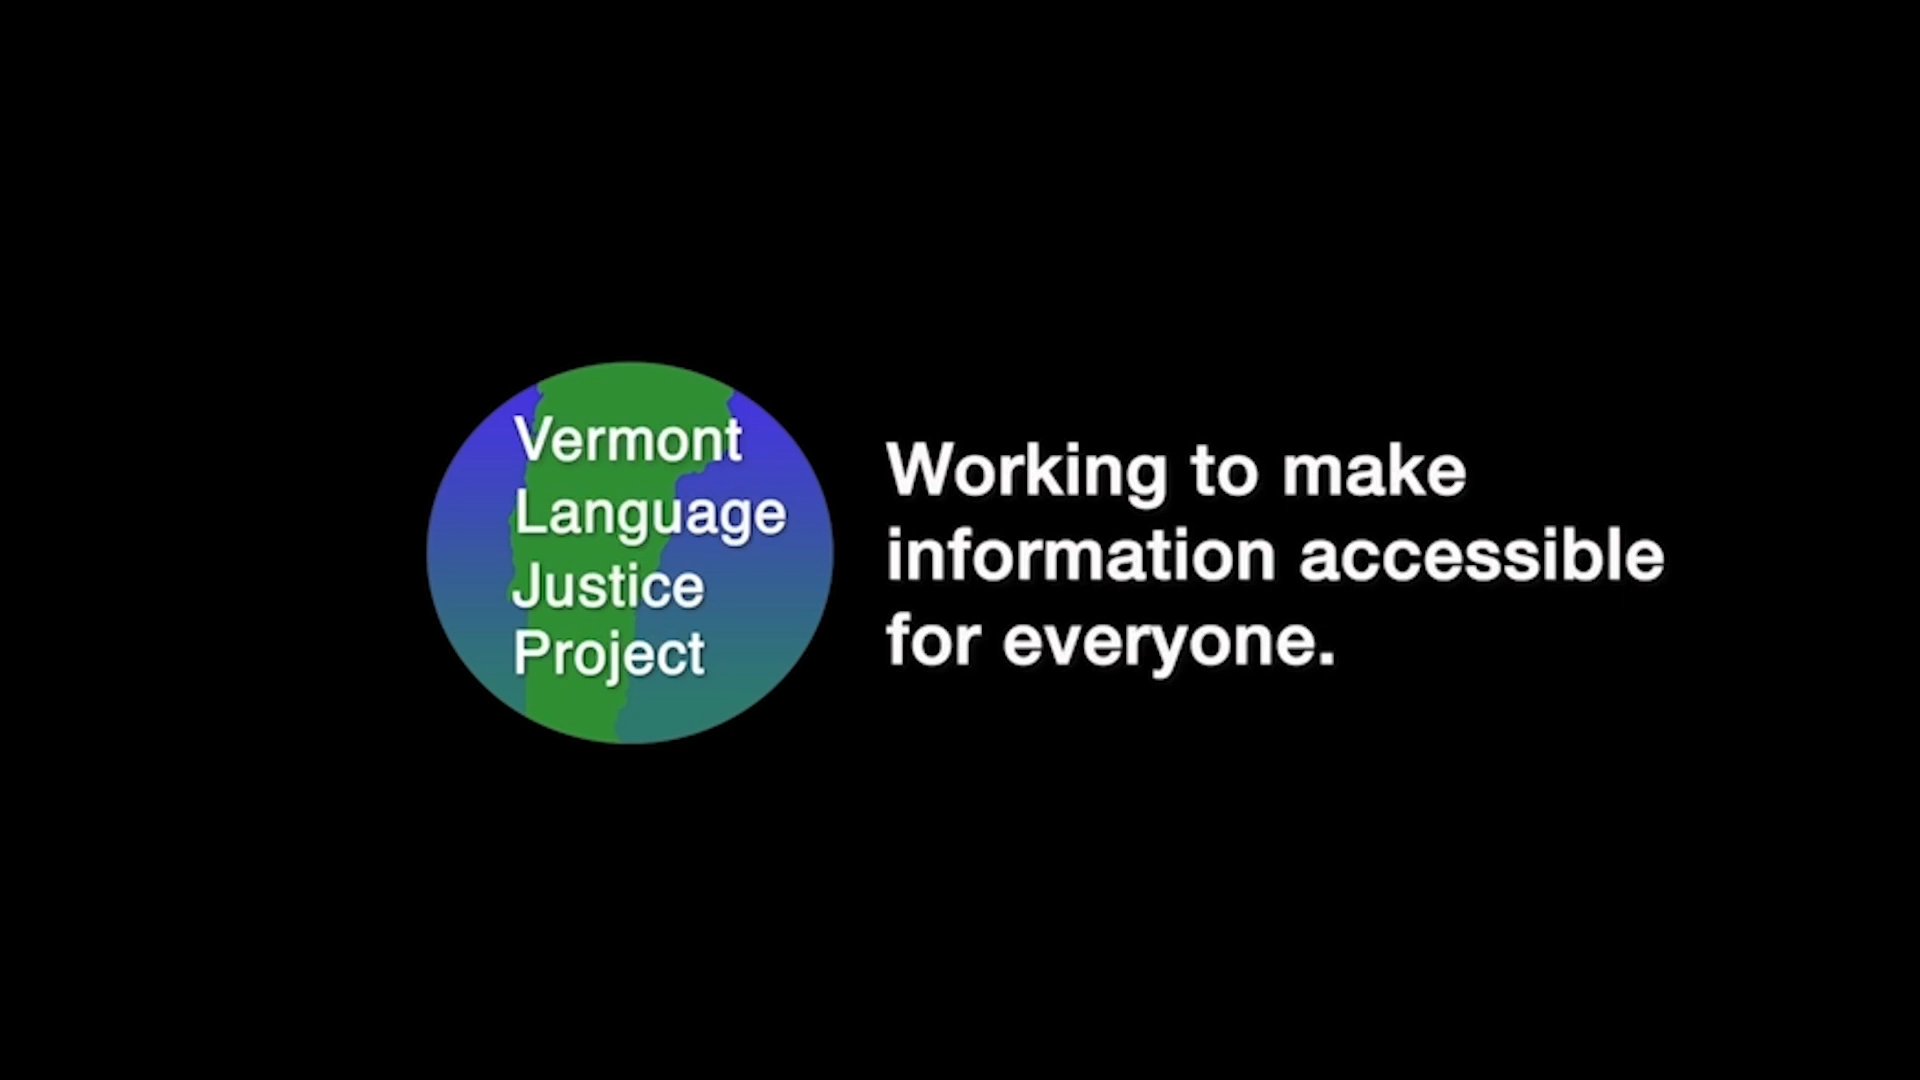 Vermont
Language
Justice
Project
Working to make
information accessible
for everyone.